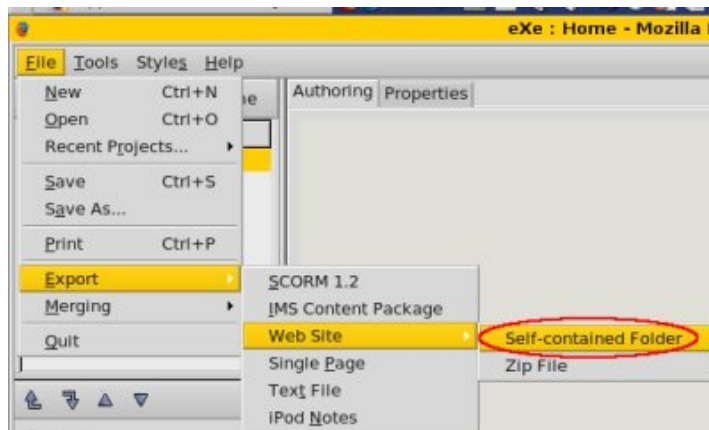 eXe : Home - Mozilla
File Tools Styles Help
New Ctrl+N
Authoring Properties
Open Ctrl+O
Recent Projects...
Save Ctrl+S
Save As...
Print Ctrl+P
Export
SCORM 1.2
Merging
IMS Content Package
Quit
Web Site
Self-contained Folder
Single Page
Zip File
Text File
iPod Notes